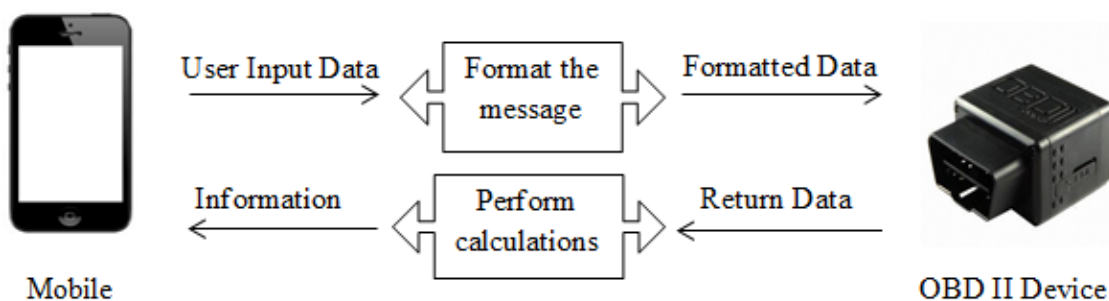 User Input Data
Format the
message
Formatted Data
Information
Perform
calculations
Return Data
Mobile
OBD II Device